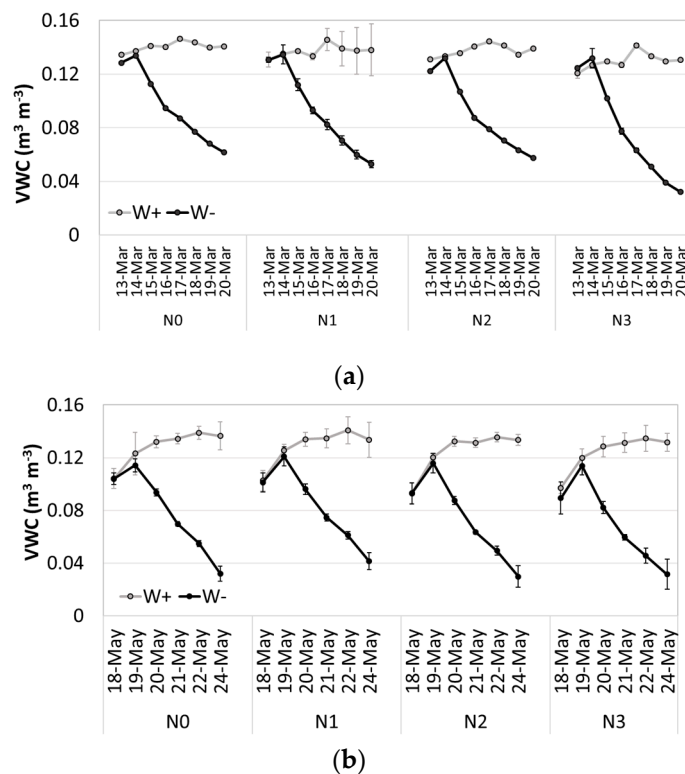 0.16
0.12
0.08
0.04
0
VWC (m³ m⁻³)
W+ W-
13-Mar 14-Mar 15-Mar 16-Mar 17-Mar 18-Mar 19-Mar 20-Mar 13-Mar 14-Mar 15-Mar 16-Mar 17-Mar 18-Mar 19-Mar 20-Mar 13-Mar 14-Mar 15-Mar 16-Mar 17-Mar 18-Mar 19-Mar 20-Mar 13-Mar 14-Mar 15-Mar 16-Mar 17-Mar 18-Mar 19-Mar 20-Mar
N0 N1 N2 N3
(a)
0.16
0.12
0.08
0.04
0
VWC (m³ m⁻³)
W+ W-
18-May 19-May 20-May 21-May 22-May 24-May 18-May 19-May 20-May 21-May 22-May 24-May 18-May 19-May 20-May 21-May 22-May 24-May 18-May 19-May 20-May 21-May 22-May 24-May
N0 N1 N2 N3
(b)